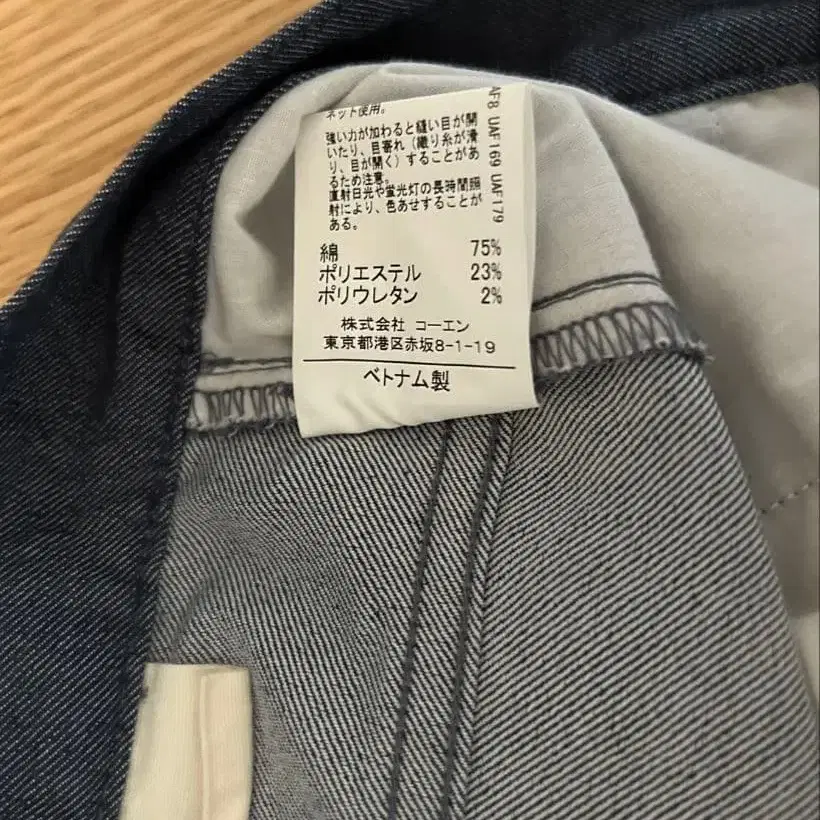 ネット使用。
強い力が加わると縫い目が開
いたり、目寄れ（織り糸が滑
り、目が開く）することがあ
るため注意。
直射日光や蛍光灯の長時間照
射により、色あせすることが
ある。
AF8 UAF169 UAF179
綿 75%
ポリエステル 23%
ポリウレタン 2%
株式会社 コーエン
東京都港区赤坂8-1-19
ベトナム製